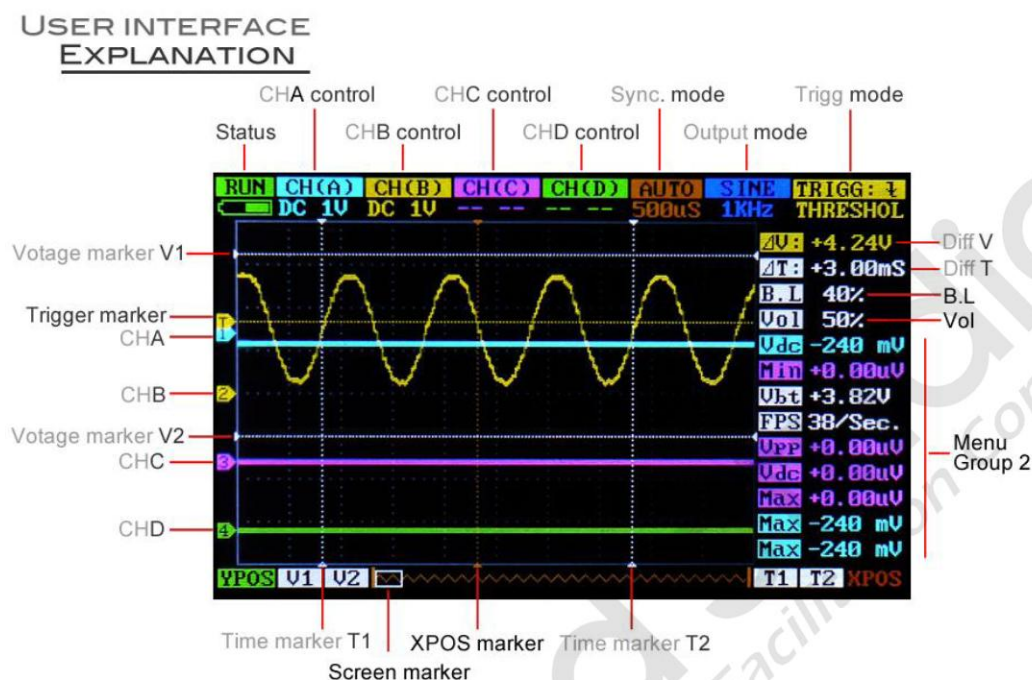 USER INTERFACE
EXPLANATION
CHA control CHC control Sync. mode Trigg mode
Status CHB control CHD control Output mode
RUN CH(A) CH(B) CH(C) CH(D) AUTO SINE TRIGG:
DC 1V DC 1V -- -- -- -- 500uS 1KHz THRESHOL
Votage marker V1
ΔV: +4.24V Diff V
ΔT: +3.00mS Diff T
B.L 40% B.L
Trigger marker T Vol 50% Vol
CHA 1 Vdc -240 mV
Min +0.00uV
CHB 2 Vbt +3.82V
FPS 38/Sec.
Votage marker V2
Vpp +0.00uV Menu
CHC 3 Vdc +0.00uV Group 2
Max +0.00uV
CHD 4 Max -240 mV
Max -240 mV
YPOS V1 V2 T1 T2 XPOS
Time marker T1 XPOS marker Time marker T2
Screen marker